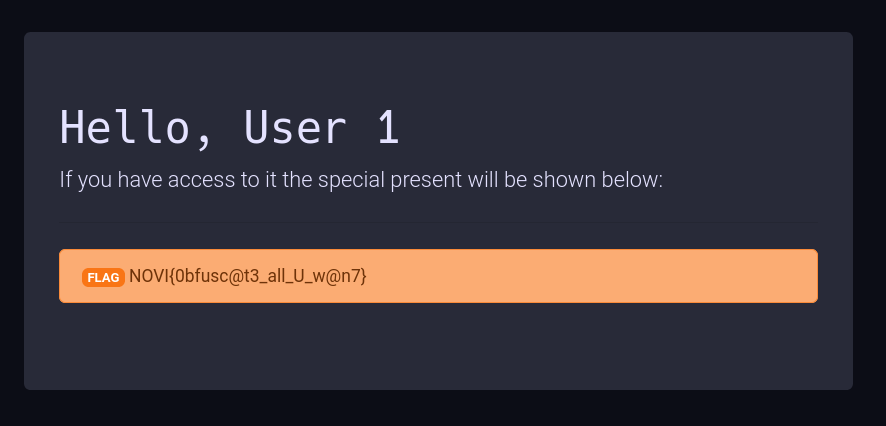 Hello, User 1
If you have access to it the special present will be shown below:
FLAG NOVI{0bfusc@t3_all_U_w@n7}